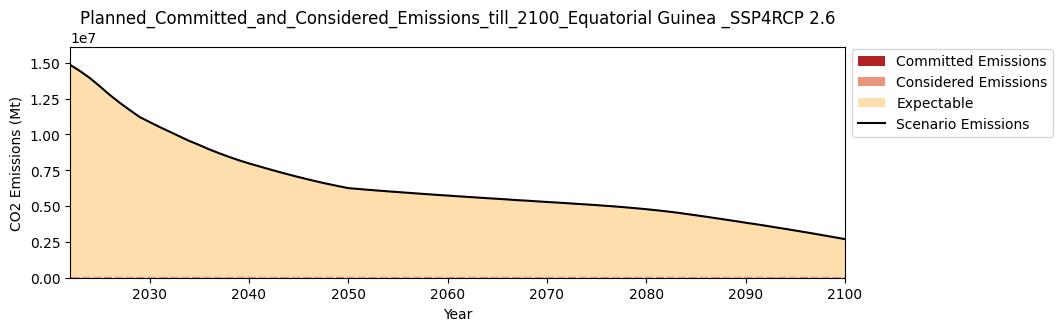 Planned_Committed_and_Considered_Emissions_till_2100_Equatorial Guinea _SSP4RCP 2.6
1e7
1.50
1.25
1.00
0.75
0.50
0.25
0.00
CO2 Emissions (Mt)
2030 2040 2050 2060 2070 2080 2090 2100
Year
Committed Emissions
Considered Emissions
Expectable
Scenario Emissions